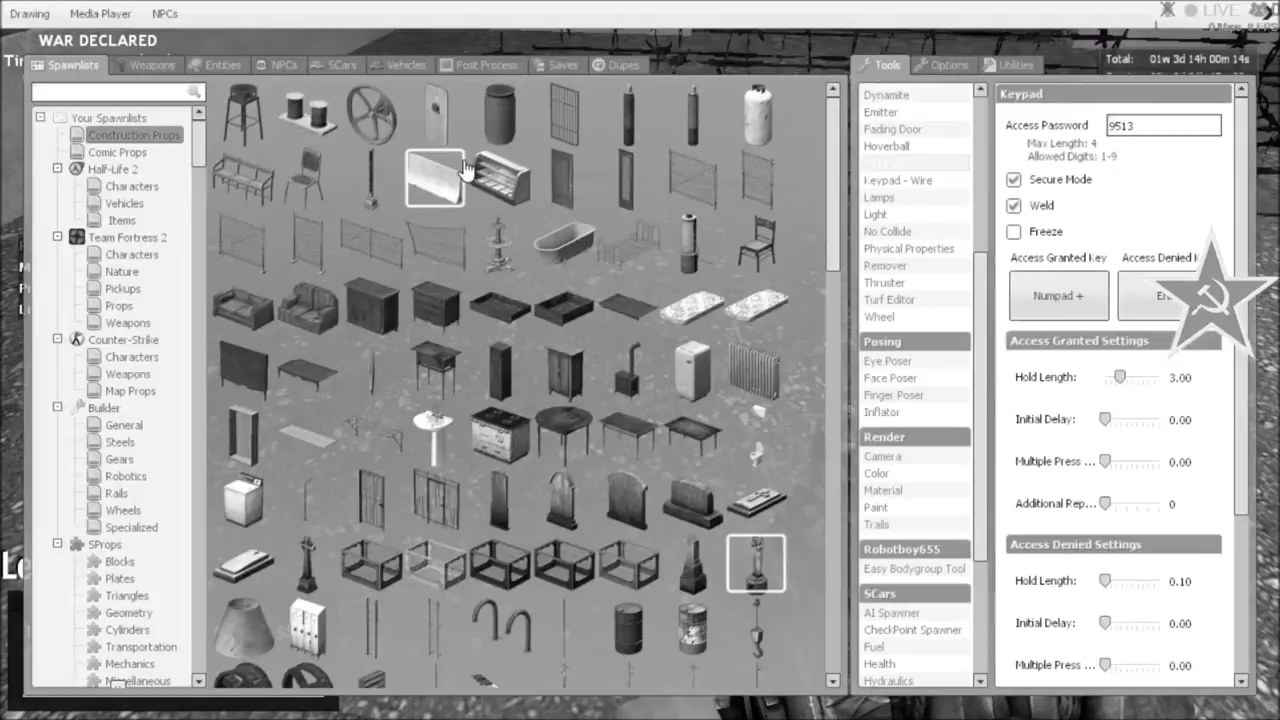 Drawing Media Player NPCs
LIVE
WAR DECLARED
Total: 01w 3d 14h 00m 14s
Spawnlists Weapons Entities NPCs SCars Vehicles Post Process Saves Dupes
Tools Options Utilities
Your Spawnlists
Construction Props
Comic Props
Half-Life 2
Characters
Vehicles
Items
Team Fortress 2
Characters
Nature
Pickups
Props
Weapons
Counter-Strike
Characters
Weapons
Map Props
Builder
General
Steels
Gears
Robotics
Rails
Wheels
Specialized
SProps
Blocks
Plates
Triangles
Geometry
Cylinders
Transportation
Mechanics
Miscellaneous
Dynamite
Emitter
Fading Door
Hoverball
Keypad - Wire
Lamps
Light
No Collide
Physical Properties
Remover
Thruster
Turf Editor
Wheel
Posing
Eye Poser
Face Poser
Finger Poser
Inflator
Render
Camera
Color
Material
Paint
Trails
Robotboy655
Easy Bodygroup Tool
SCars
AI Spawner
CheckPoint Spawner
Fuel
Health
Hydraulics
Keypad
Access Password 9513
Max Length: 4
Allowed Digits: 1-9
Secure Mode
Weld
Freeze
Access Granted Key Access Denied
Numpad +
Access Granted Settings
Hold Length: 3.00
Initial Delay: 0.00
Multiple Press ... 0.00
Additional Rep... 0
Access Denied Settings
Hold Length: 0.10
Initial Delay: 0.00
Multiple Press ... 0.00